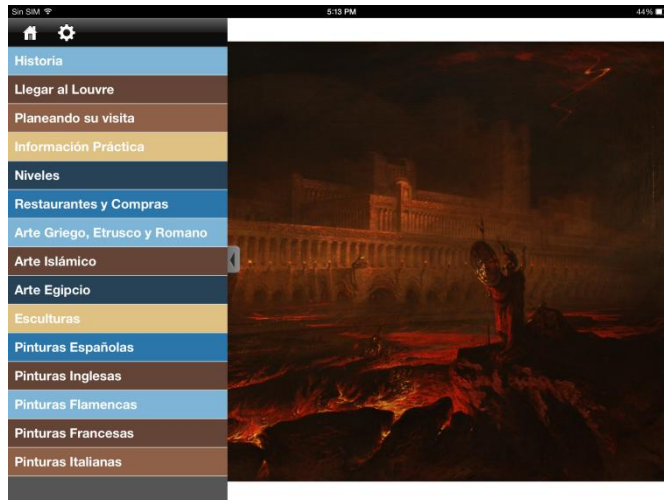 Sin SIM 5:13 PM 44%
Historia
Llegar al Louvre
Planeando su visita
Información Práctica
Niveles
Restaurantes y Compras
Arte Griego, Etrusco y Romano
Arte Islámico
Arte Egipcio
Esculturas
Pinturas Españolas
Pinturas Inglesas
Pinturas Flamencas
Pinturas Francesas
Pinturas Italianas